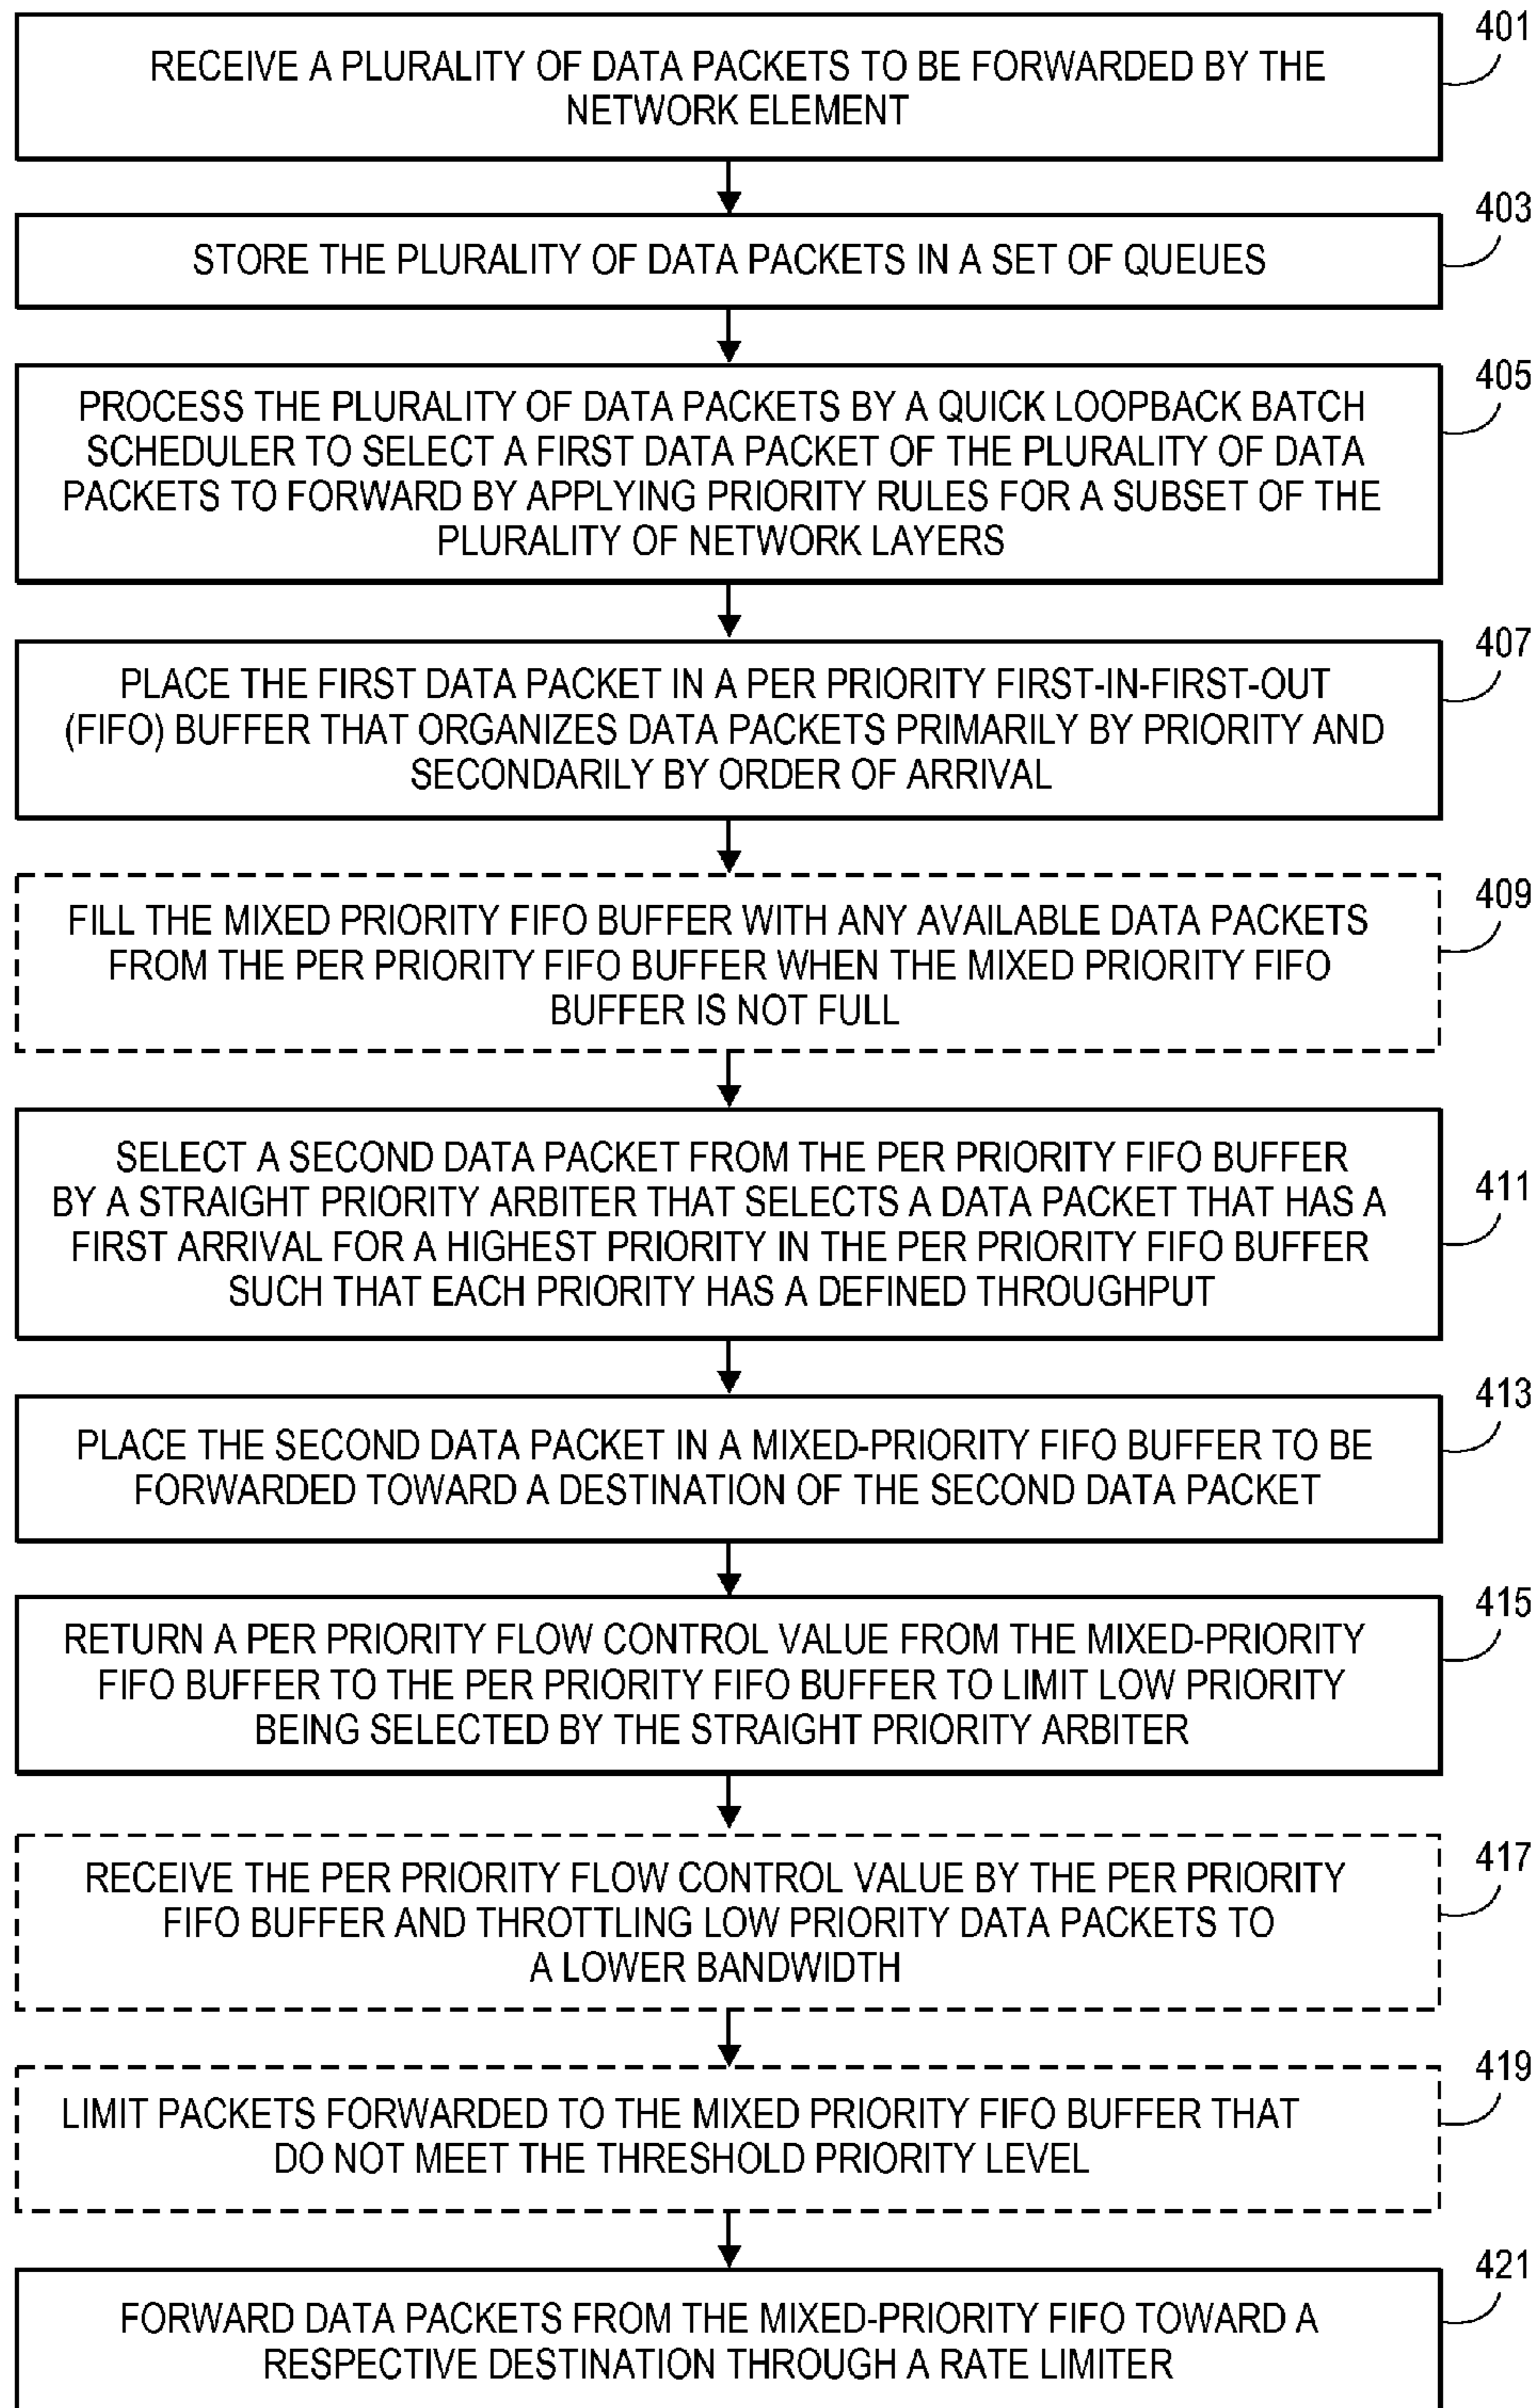 401
RECEIVE A PLURALITY OF DATA PACKETS TO BE FORWARDED BY THE
NETWORK ELEMENT
403
STORE THE PLURALITY OF DATA PACKETS IN A SET OF QUEUES
405
PROCESS THE PLURALITY OF DATA PACKETS BY A QUICK LOOPBACK BATCH
SCHEDULER TO SELECT A FIRST DATA PACKET OF THE PLURALITY OF DATA
PACKETS TO FORWARD BY APPLYING PRIORITY RULES FOR A SUBSET OF THE
PLURALITY OF NETWORK LAYERS
407
PLACE THE FIRST DATA PACKET IN A PER PRIORITY FIRST-IN-FIRST-OUT
(FIFO) BUFFER THAT ORGANIZES DATA PACKETS PRIMARILY BY PRIORITY AND
SECONDARILY BY ORDER OF ARRIVAL
409
FILL THE MIXED PRIORITY FIFO BUFFER WITH ANY AVAILABLE DATA PACKETS
FROM THE PER PRIORITY FIFO BUFFER WHEN THE MIXED PRIORITY FIFO
BUFFER IS NOT FULL
411
SELECT A SECOND DATA PACKET FROM THE PER PRIORITY FIFO BUFFER
BY A STRAIGHT PRIORITY ARBITER THAT SELECTS A DATA PACKET THAT HAS A
FIRST ARRIVAL FOR A HIGHEST PRIORITY IN THE PER PRIORITY FIFO BUFFER
SUCH THAT EACH PRIORITY HAS A DEFINED THROUGHPUT
413
PLACE THE SECOND DATA PACKET IN A MIXED-PRIORITY FIFO BUFFER TO BE
FORWARDED TOWARD A DESTINATION OF THE SECOND DATA PACKET
415
RETURN A PER PRIORITY FLOW CONTROL VALUE FROM THE MIXED-PRIORITY
FIFO BUFFER TO THE PER PRIORITY FIFO BUFFER TO LIMIT LOW PRIORITY
BEING SELECTED BY THE STRAIGHT PRIORITY ARBITER
417
RECEIVE THE PER PRIORITY FLOW CONTROL VALUE BY THE PER PRIORITY
FIFO BUFFER AND THROTTLING LOW PRIORITY DATA PACKETS TO
A LOWER BANDWIDTH
419
LIMIT PACKETS FORWARDED TO THE MIXED PRIORITY FIFO BUFFER THAT
DO NOT MEET THE THRESHOLD PRIORITY LEVEL
421
FORWARD DATA PACKETS FROM THE MIXED-PRIORITY FIFO TOWARD A
RESPECTIVE DESTINATION THROUGH A RATE LIMITER